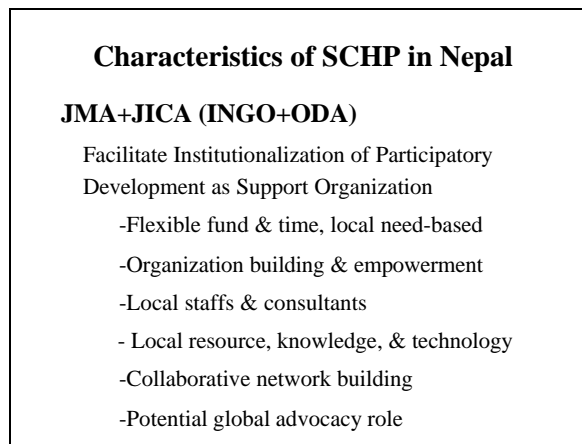 Characteristics of SCHP in Nepal
JMA+JICA (INGO+ODA)
Facilitate Institutionalization of Participatory
Development as Support Organization
-Flexible fund & time, local need-based
-Organization building & empowerment
-Local staffs & consultants
- Local resource, knowledge, & technology
-Collaborative network building
-Potential global advocacy role